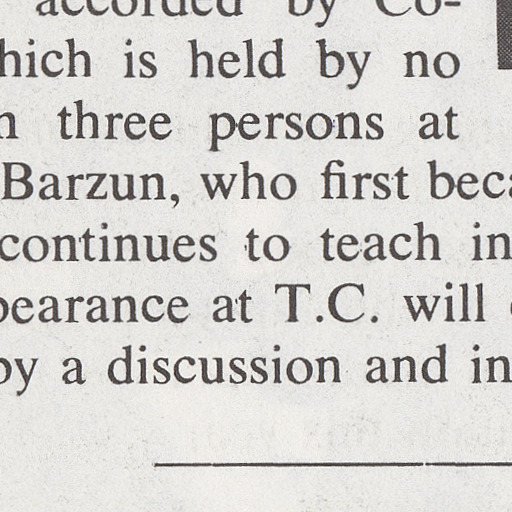 accorded by Co-
hich is held by no
n three persons at
Barzun, who first beca
continues to teach in
pearance at T.C. will
by a discussion and in